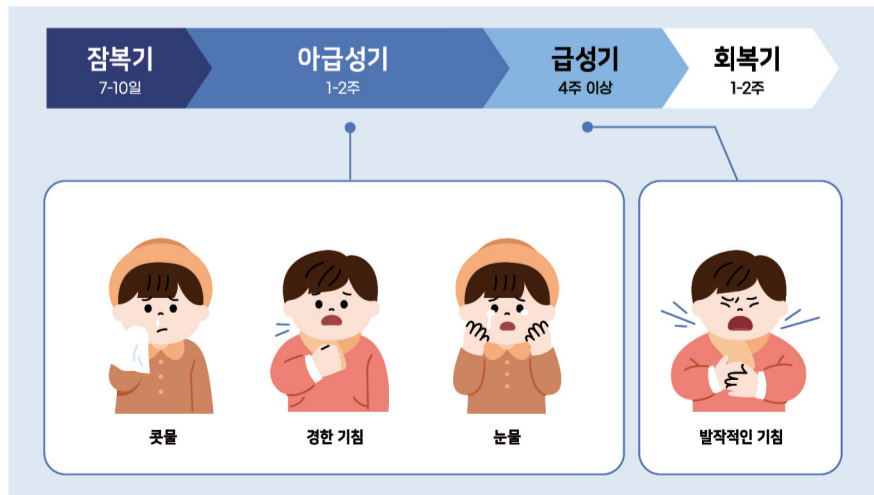 잠복기
7-10일
아급성기
1-2주
급성기
4주 이상
회복기
1-2주
콧물
경한 기침
눈물
발작적인 기침